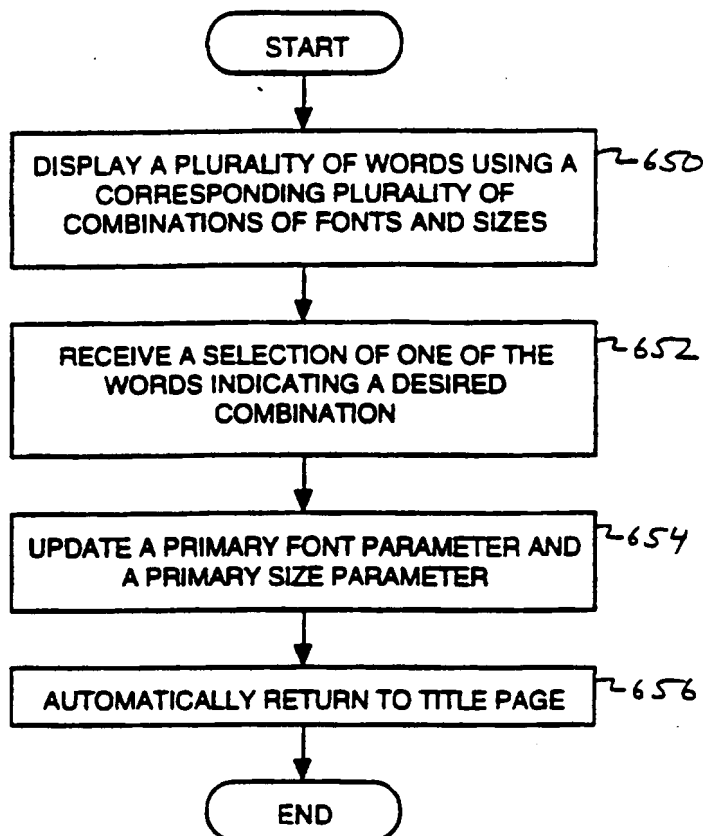 START
DISPLAY A PLURALITY OF WORDS USING A
CORRESPONDING PLURALITY OF
COMBINATIONS OF FONTS AND SIZES
650
RECEIVE A SELECTION OF ONE OF THE
WORDS INDICATING A DESIRED
COMBINATION
652
UPDATE A PRIMARY FONT PARAMETER AND
A PRIMARY SIZE PARAMETER
654
AUTOMATICALLY RETURN TO TITLE PAGE
656
END